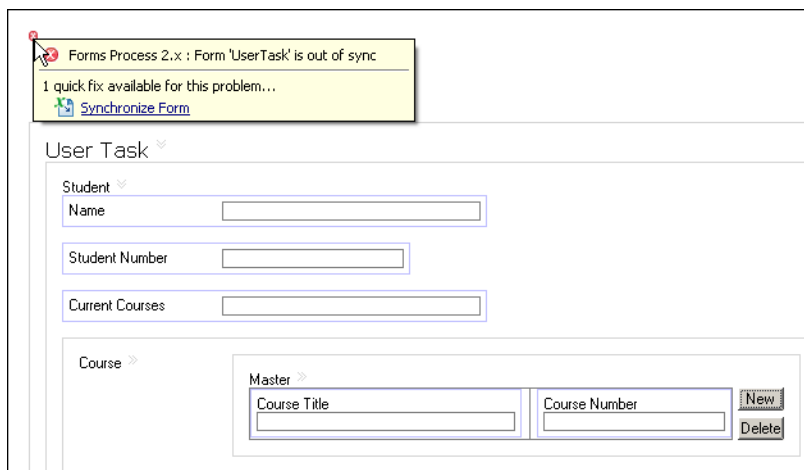 Forms Process 2.x : Form 'UserTask' is out of sync
1 quick fix available for this problem...
Synchronize Form
User Task
Student
Name
Student Number
Current Courses
Course
Master
Course Title Course Number New
Delete